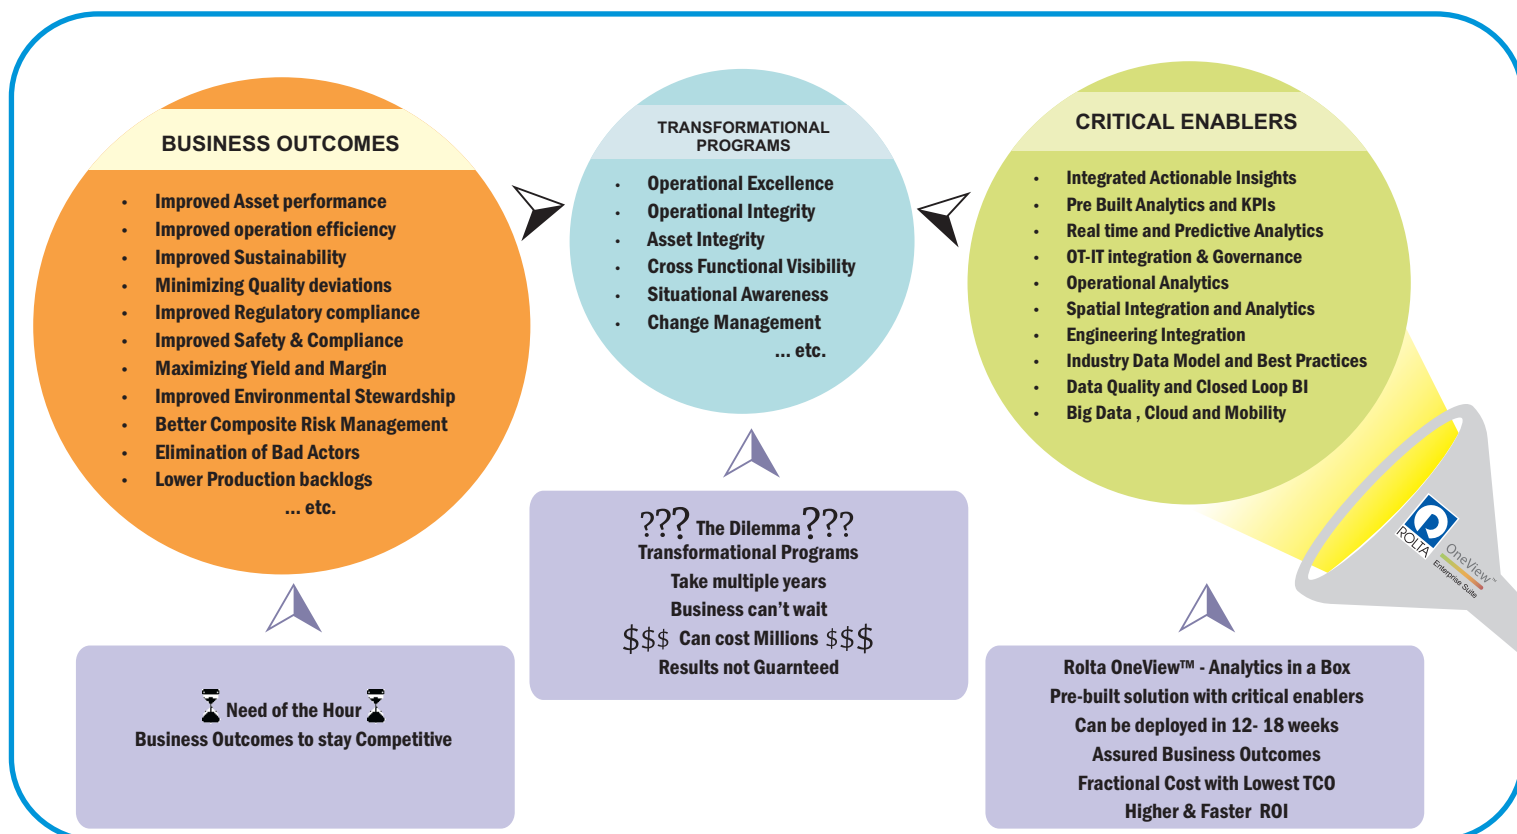 BUSINESS OUTCOMES
• Improved Asset performance
• Improved operation efficiency
• Improved Sustainability
• Minimizing Quality deviations
• Improved Regulatory compliance
• Improved Safety & Compliance
• Maximizing Yield and Margin
• Improved Environmental Stewardship
• Better Composite Risk Management
• Elimination of Bad Actors
• Lower Production backlogs
... etc.
Need of the Hour
Business Outcomes to stay Competitive
TRANSFORMATIONAL
PROGRAMS
• Operational Excellence
• Operational Integrity
• Asset Integrity
• Cross Functional Visibility
• Situational Awareness
• Change Management
... etc.
??? The Dilemma ???
Transformational Programs
Take multiple years
Business can't wait
$$$ Can cost Millions $$$
Results not Guarnteed
CRITICAL ENABLERS
• Integrated Actionable Insights
• Pre Built Analytics and KPIs
• Real time and Predictive Analytics
• OT-IT integration & Governance
• Operational Analytics
• Spatial Integration and Analytics
• Engineering Integration
• Industry Data Model and Best Practices
• Data Quality and Closed Loop BI
• Big Data , Cloud and Mobility
ROLTA
OneView™
Enterprise Suite
Rolta OneView™ - Analytics in a Box
Pre-built solution with critical enablers
Can be deployed in 12- 18 weeks
Assured Business Outcomes
Fractional Cost with Lowest TCO
Higher & Faster ROI